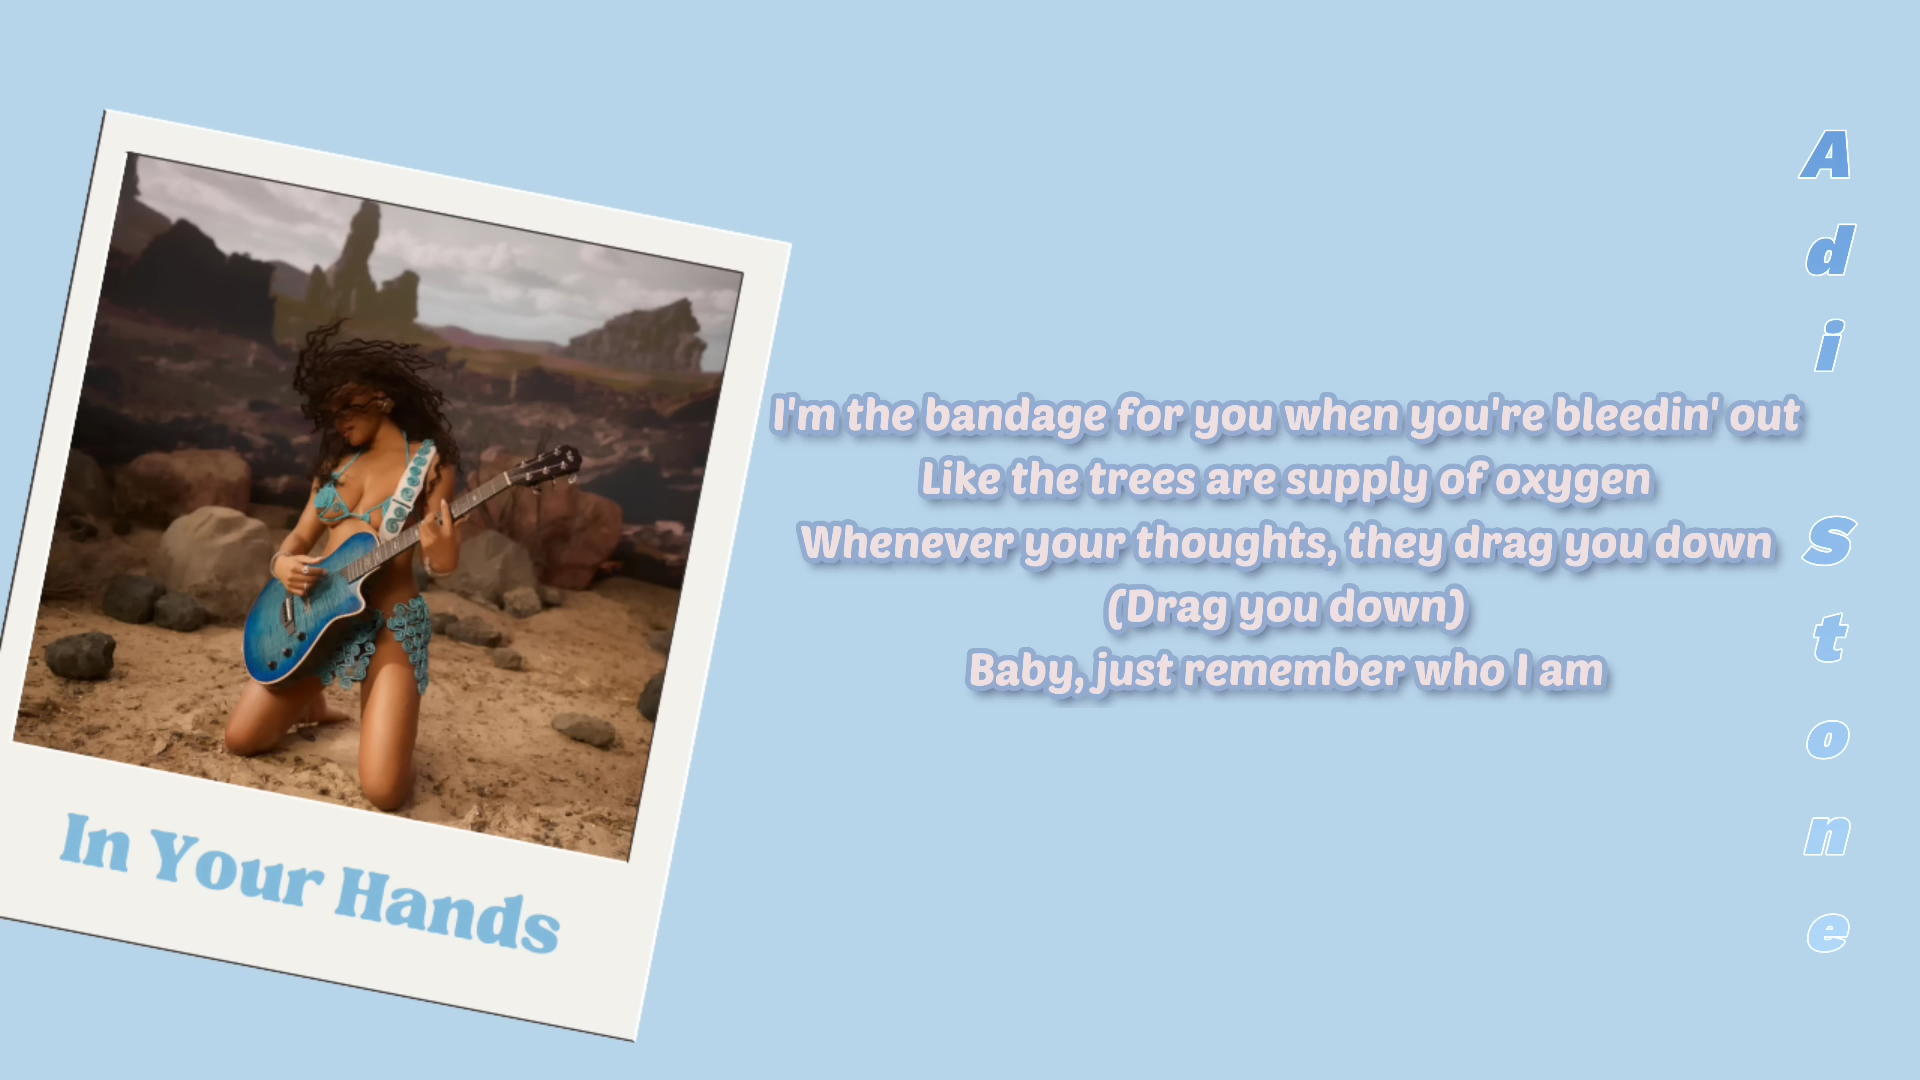 I'm the bandage for you when you're bleedin' out
Like the trees are supply of oxygen
Whenever your thoughts, they drag you down
(Drag you down)
Baby, just remember who I am
In Your Hands
Adi Stone